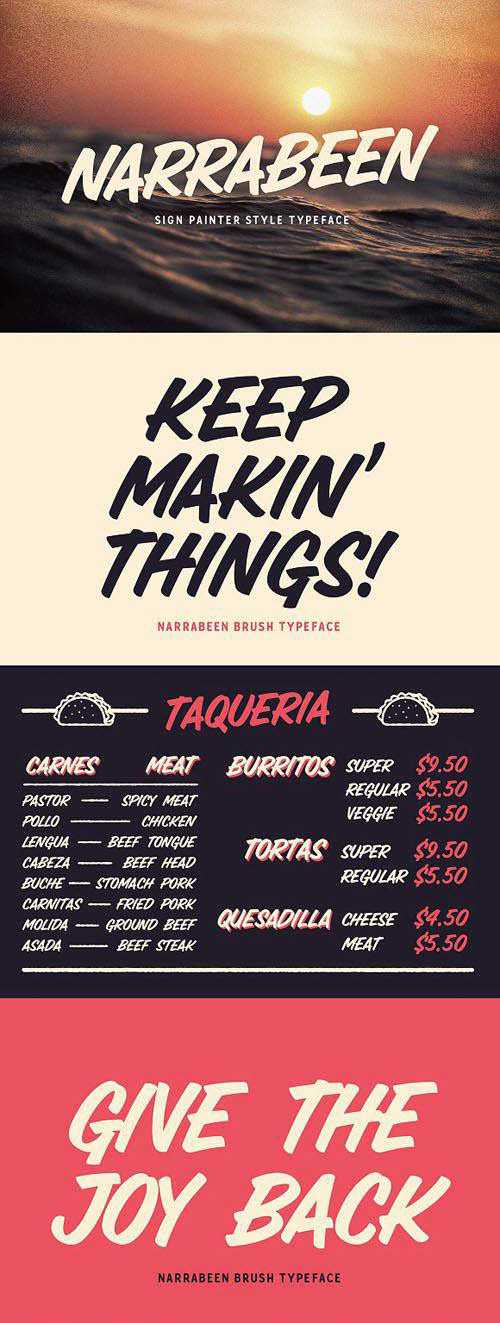 NARRABEEN
SIGN PAINTER STYLE TYPEFACE
KEEP
MAKIN'
THINGS!
NARRABEEN BRUSH TYPEFACE
TAQUERIA
CARNES MEAT
PASTOR SPICY MEAT
POLLO CHICKEN
LENGUA BEEF TONGUE
CABEZA BEEF HEAD
BUCHE STOMACH PORK
CARNITAS FRIED PORK
MOLIDA GROUND BEEF
ASADA BEEF STEAK
BURRITOS SUPER $9.50
REGULAR $5.50
VEGGIE $5.50
TORTAS SUPER $9.50
REGULAR $5.50
QUESADILLA CHEESE $4.50
MEAT $5.50
GIVE THE
JOY BACK
NARRABEEN BRUSH TYPEFACE